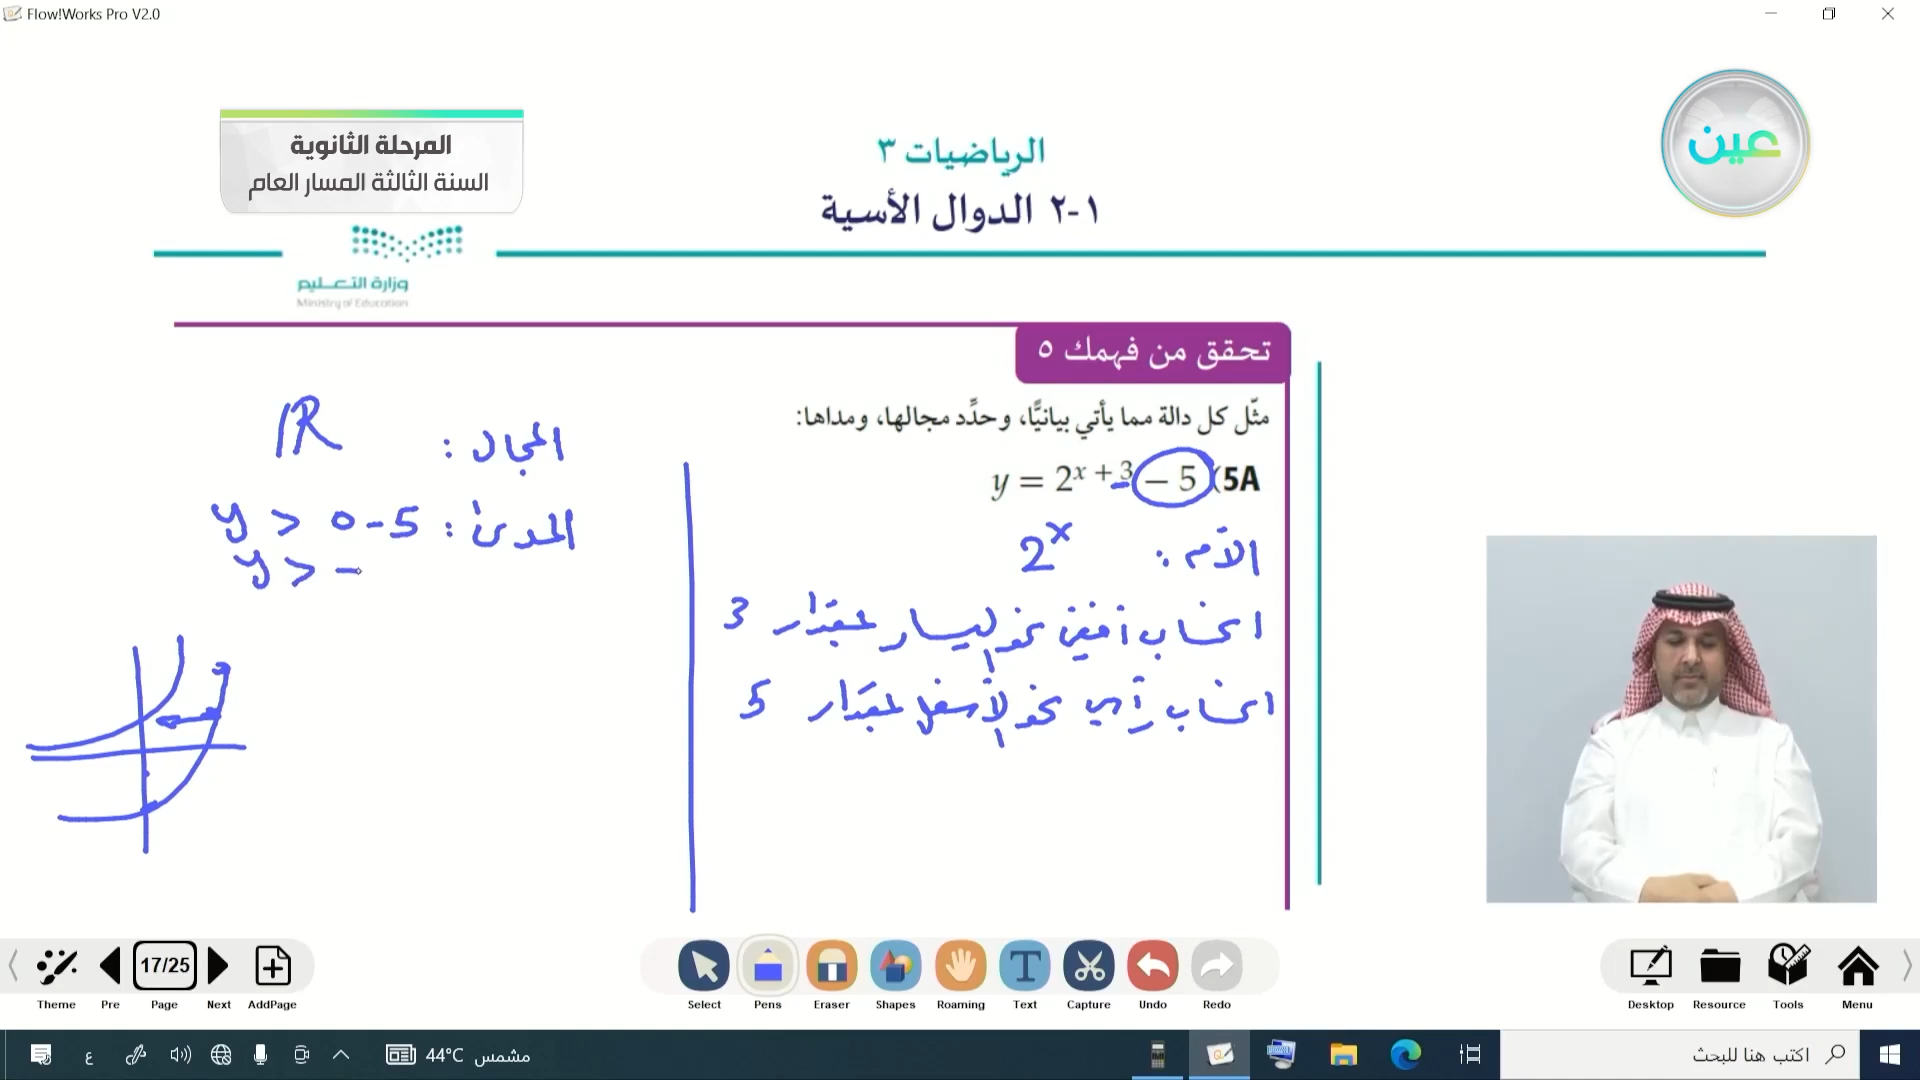 Flow!Works Pro V2.0
المرحلة الثانوية
السنة الثالثة المسار العام
الرياضيات ٣
٢-١ الدوال الأسية
عين
وزارة التعليم
Ministry of Education
تحقق من فهمك ٥
مثّل كل دالة مما يأتي بيانيًّا، وحدِّد مجالها، ومداها:
y = 2^{x + 3} − 5 (5A
الأم : 2^x
انسحاب أفقي نحو اليسار بمقدار 3
انسحاب رأسي نحو الأسفل بمقدار 5
المجال : R
المدى : y > 0 - 5
y > -
Theme
Pre
17/25
Page
Next
AddPage
Select
Pens
Eraser
Shapes
Roaming
T
Text
Capture
Undo
Redo
Desktop
Resource
Tools
Menu
ع
44°C مشمس
اكتب هنا للبحث